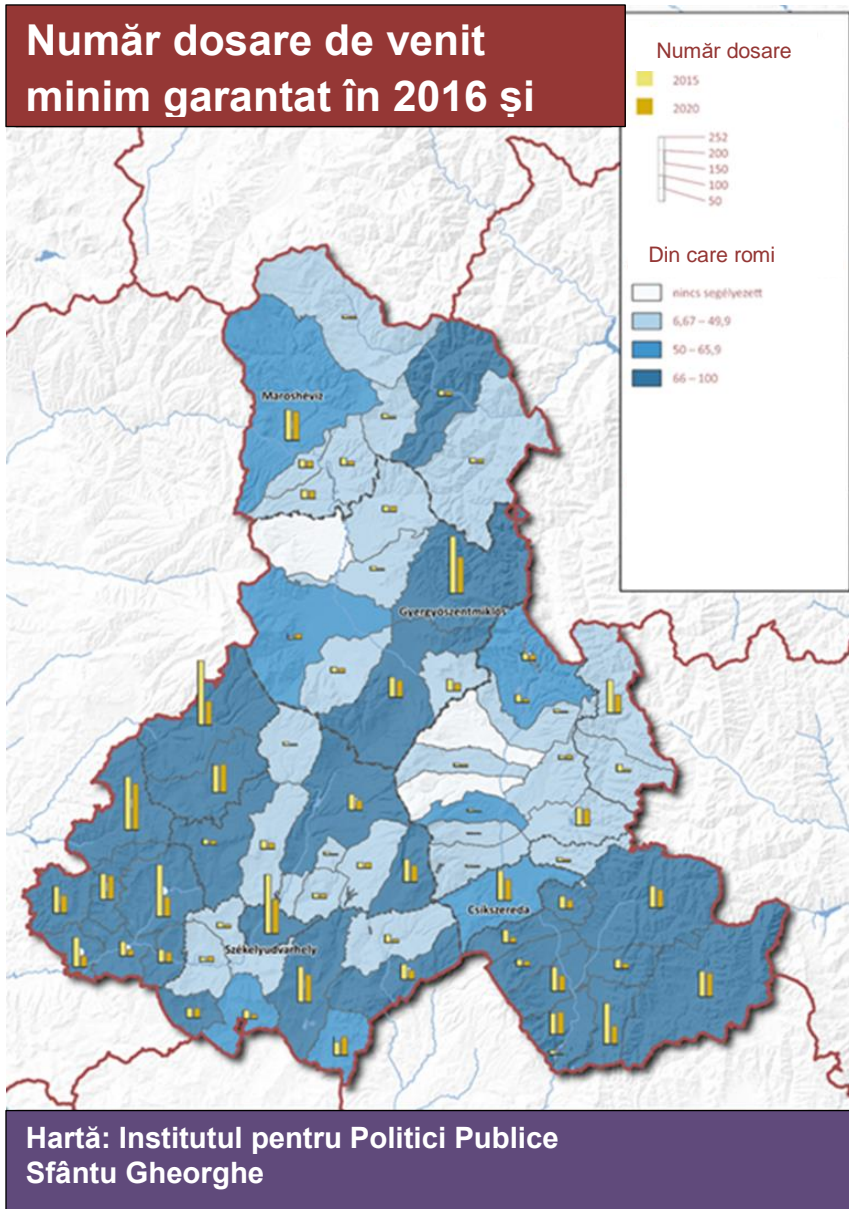 Număr dosare de venit
minim garantat în 2016 și
Număr dosare
2015
2020
252
200
150
100
50
Din care romi
nincs segélyezett
6,67 – 49,9
50 – 65,9
66 – 100
Maroshévíz
Gyergyószentmiklós
Csíkszereda
Székelyudvarhely
Hartă: Institutul pentru Politici Publice
Sfântu Gheorghe